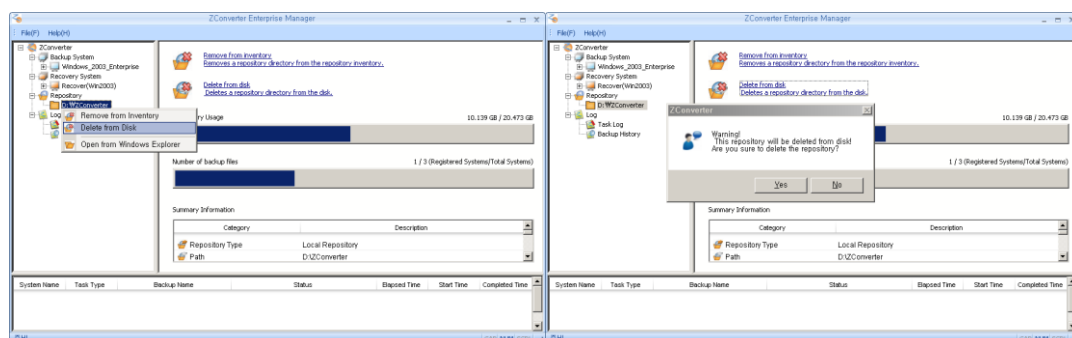 ZConverter Enterprise Manager
File(F) Help(H)
ZConverter
Backup System
Windows_2003_Enterprise
Recovery System
Recover(Win2003)
Repository
D:₩ZConverter
Log
Remove from Inventory
Delete from Disk
Open from Windows Explorer
Remove from inventory
Removes a repository directory from the repository inventory.
Delete from disk
Deletes a repository directory from the disk.
ry Usage 10.139 GB / 20.473 GB
Number of backup files 1 / 3 (Registered Systems/Total Systems)
Summary Information
Category Description
Repository Type Local Repository
Path D:\ZConverter
System Name Task Type Backup Name Status Elapsed Time Start Time Completed Time
ZConverter Enterprise Manager
File(F) Help(H)
ZConverter
Backup System
Windows_2003_Enterprise
Recovery System
Recover(Win2003)
Repository
D:₩ZConverter
Log
Task Log
Backup History
Remove from inventory
Removes a repository directory from the repository inventory.
Delete from disk
Deletes a repository directory from the disk.
10.139 GB / 20.473 GB
ZConverter
Warning!
This repository will be deleted from disk!
Are you sure to delete the repository?
Yes No
1 / 3 (Registered Systems/Total Systems)
Summary Information
Category Description
Repository Type Local Repository
Path D:\ZConverter
System Name Task Type Backup Name Status Elapsed Time Start Time Completed Time